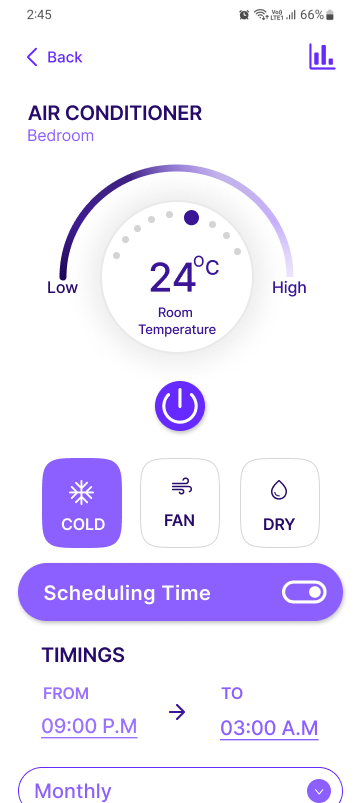 2:45
Vo)
LTE1
66%
Back
AIR CONDITIONER
Bedroom
24°C
Low
High
Room
Temperature
COLD
FAN
DRY
Scheduling Time
TIMINGS
FROM
TO
09:00 P.M
03:00 A.M
Monthly